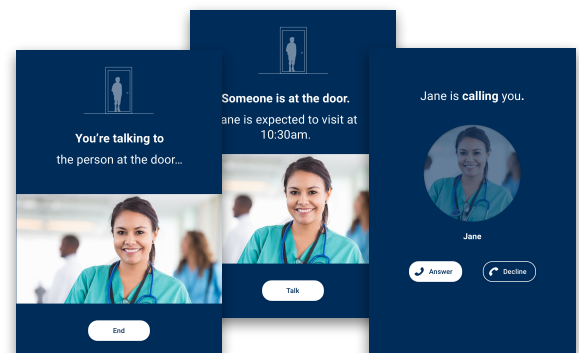 You’re talking to
the person at the door...
End
Someone is at the door.
ane is expected to visit at
10:30am.
Talk
Jane is calling you.
Jane
Answer
Decline